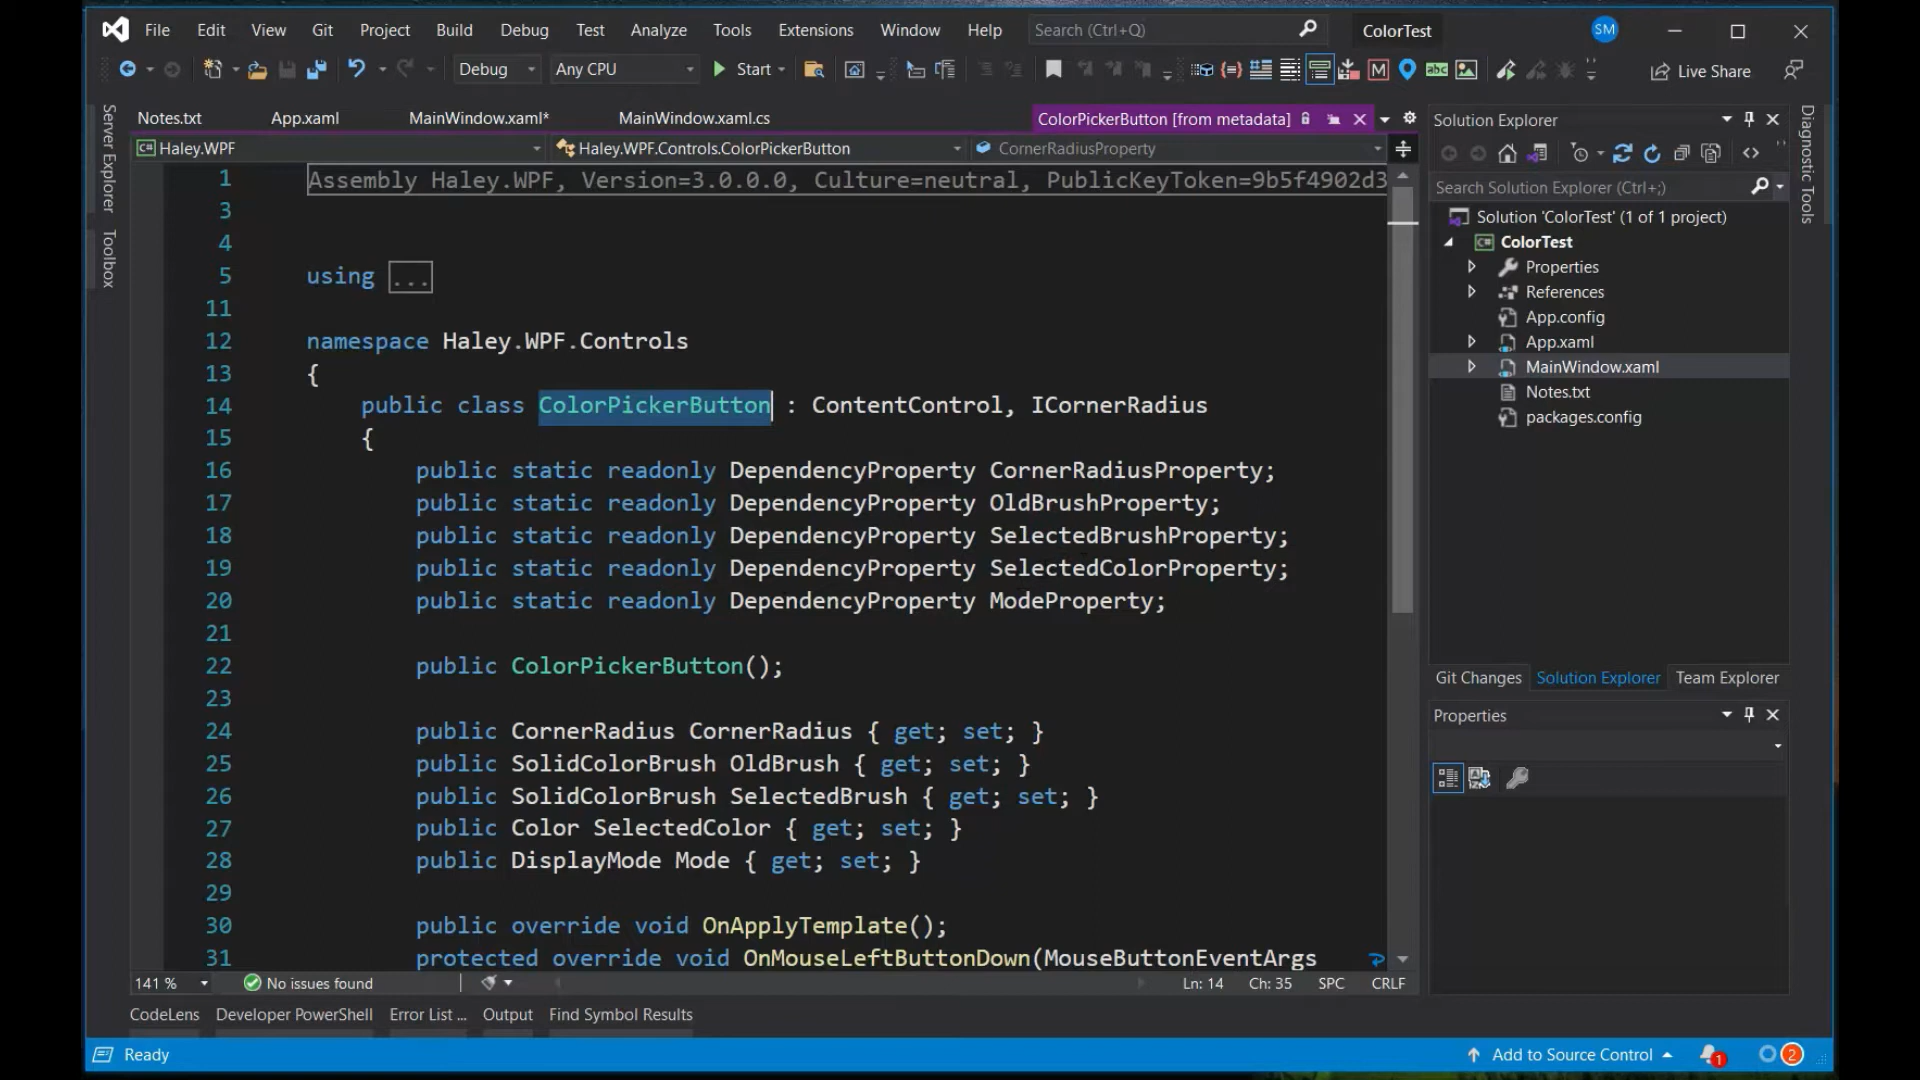 File Edit View Git Project Build Debug Test Analyze Tools Extensions Window Help Search (Ctrl+Q) ColorTest SM
Debug Any CPU Start Live Share
Notes.txt App.xaml MainWindow.xaml* MainWindow.xaml.cs ColorPickerButton [from metadata]
Haley.WPF Haley.WPF.Controls.ColorPickerButton CornerRadiusProperty
Server Explorer
Toolbox
1 Assembly Haley.WPF, Version=3.0.0.0, Culture=neutral, PublicKeyToken=9b5f4902d3
3
4
5 using ...
11
12 namespace Haley.WPF.Controls
13 {
14 public class ColorPickerButton : ContentControl, ICornerRadius
15 {
16 public static readonly DependencyProperty CornerRadiusProperty;
17 public static readonly DependencyProperty OldBrushProperty;
18 public static readonly DependencyProperty SelectedBrushProperty;
19 public static readonly DependencyProperty SelectedColorProperty;
20 public static readonly DependencyProperty ModeProperty;
21
22 public ColorPickerButton();
23
24 public CornerRadius CornerRadius { get; set; }
25 public SolidColorBrush OldBrush { get; set; }
26 public SolidColorBrush SelectedBrush { get; set; }
27 public Color SelectedColor { get; set; }
28 public DisplayMode Mode { get; set; }
29
30 public override void OnApplyTemplate();
31 protected override void OnMouseLeftButtonDown(MouseButtonEventArgs
141 % No issues found Ln: 14 Ch: 35 SPC CRLF
CodeLens Developer PowerShell Error List ... Output Find Symbol Results
Solution Explorer
Search Solution Explorer (Ctrl+;)
Solution 'ColorTest' (1 of 1 project)
ColorTest
Properties
References
App.config
App.xaml
MainWindow.xaml
Notes.txt
packages.config
Git Changes Solution Explorer Team Explorer
Properties
Diagnostic Tools
Ready Add to Source Control 1 2